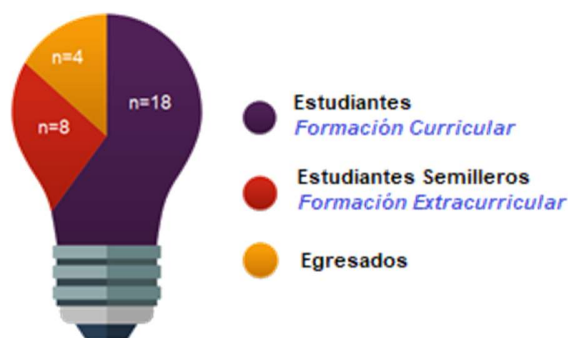 n=4
n=18
n=8
Estudiantes
Formación Curricular
Estudiantes Semilleros
Formación Extracurricular
Egresados